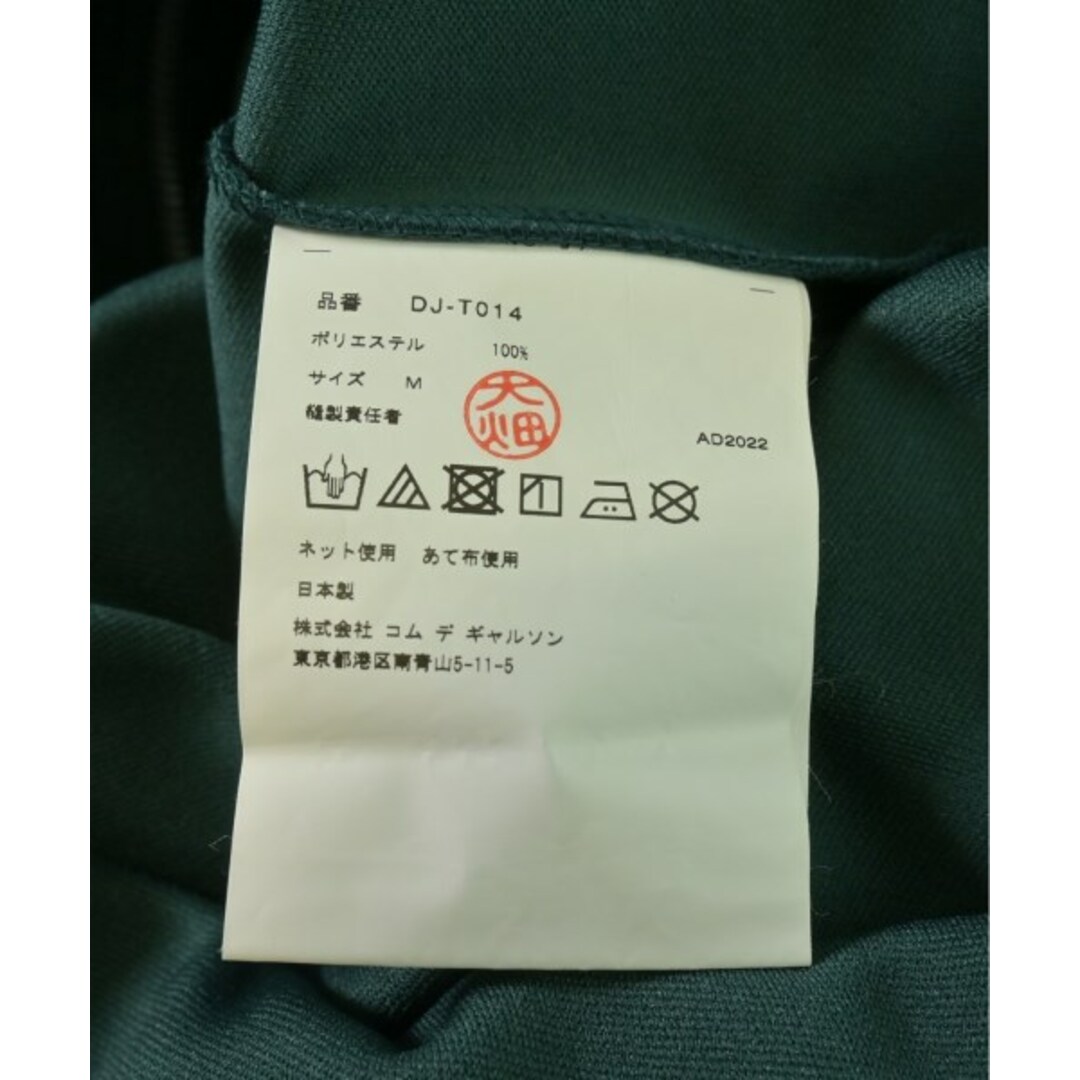 品番 DJ-T014
ポリエステル 100%
サイズ M
縫製責任者
大畑
AD2022
ネット使用 あて布使用
日本製
株式会社 コム デ ギャルソン
東京都港区南青山5-11-5